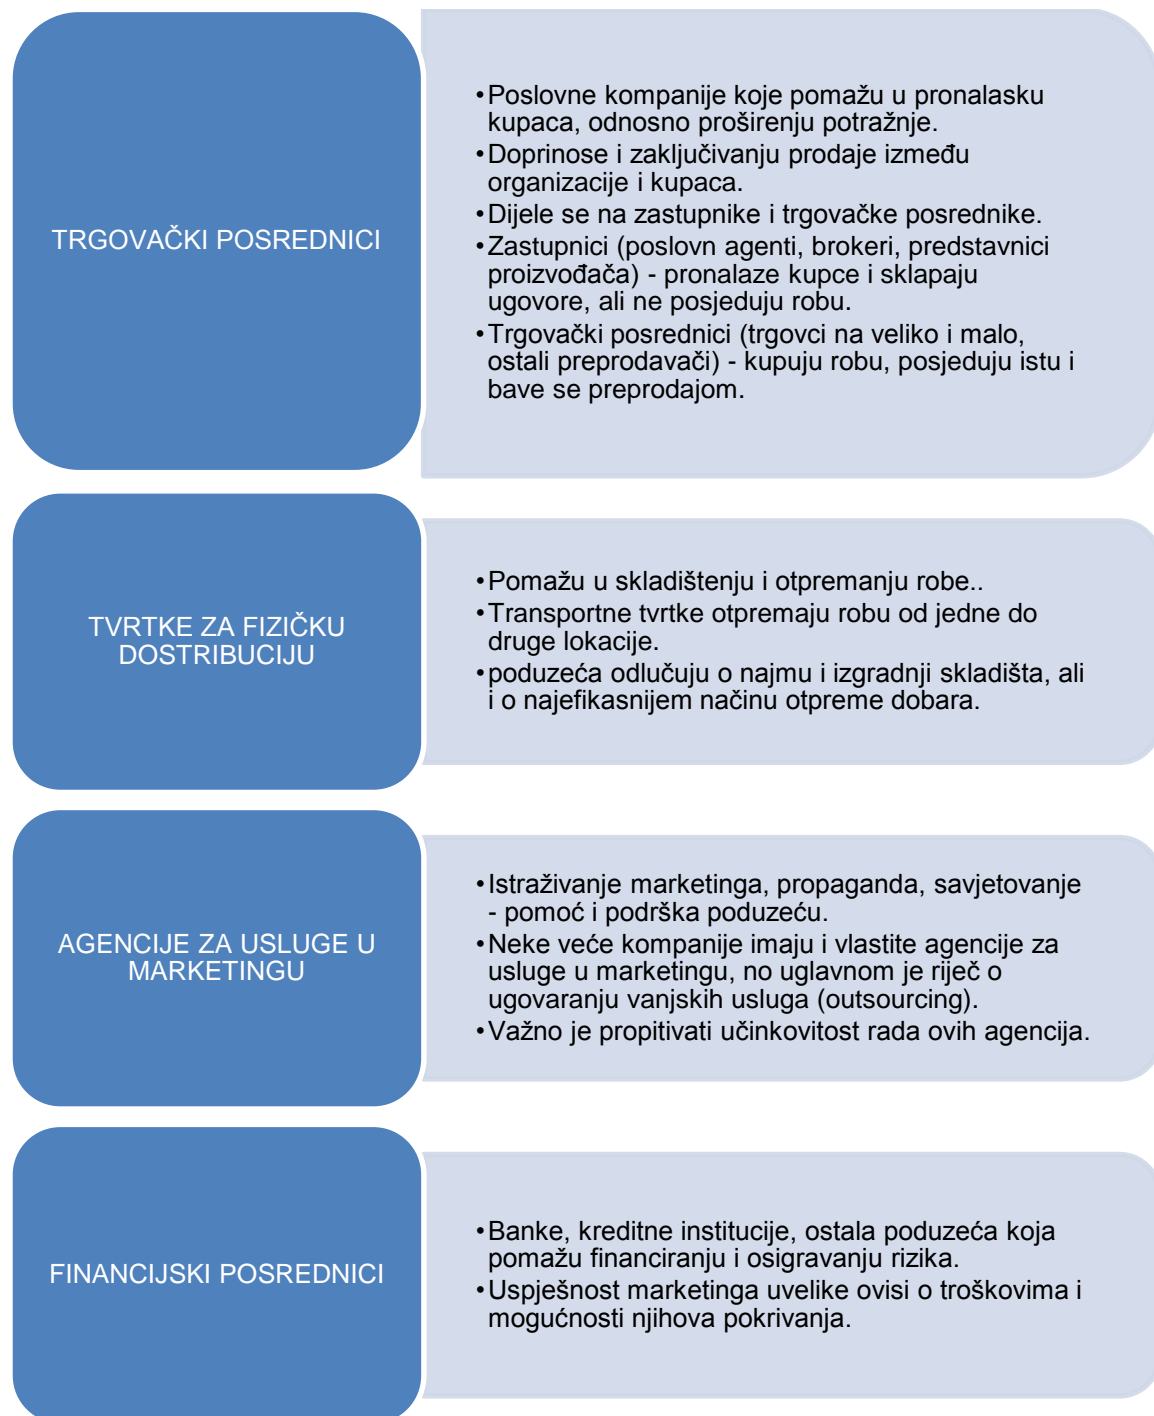 TRGOVAČKI POSREDNICI
•Poslovne kompanije koje pomažu u pronalasku
kupaca, odnosno proširenju potražnje.
•Doprinose i zaključivanju prodaje između
organizacije i kupaca.
•Dijele se na zastupnike i trgovačke posrednike.
•Zastupnici (poslovn agenti, brokeri, predstavnici
proizvođača) - pronalaze kupce i sklapaju
ugovore, ali ne posjeduju robu.
•Trgovački posrednici (trgovci na veliko i malo,
ostali preprodavači) - kupuju robu, posjeduju istu i
bave se preprodajom.
TVRTKE ZA FIZIČKU
DOSTRIBUCIJU
•Pomažu u skladištenju i otpremanju robe..
•Transportne tvrtke otpremaju robu od jedne do
druge lokacije.
•poduzeća odlučuju o najmu i izgradnji skladišta, ali
i o najefikasnijem načinu otpreme dobara.
AGENCIJE ZA USLUGE U
MARKETINGU
•Istraživanje marketinga, propaganda, savjetovanje
- pomoć i podrška poduzeću.
•Neke veće kompanije imaju i vlastite agencije za
usluge u marketingu, no uglavnom je riječ o
ugovaranju vanjskih usluga (outsourcing).
•Važno je propitivati učinkovitost rada ovih agencija.
FINANCIJSKI POSREDNICI
•Banke, kreditne institucije, ostala poduzeća koja
pomažu financiranju i osigravanju rizika.
•Uspješnost marketinga uvelike ovisi o troškovima i
mogućnosti njihova pokrivanja.